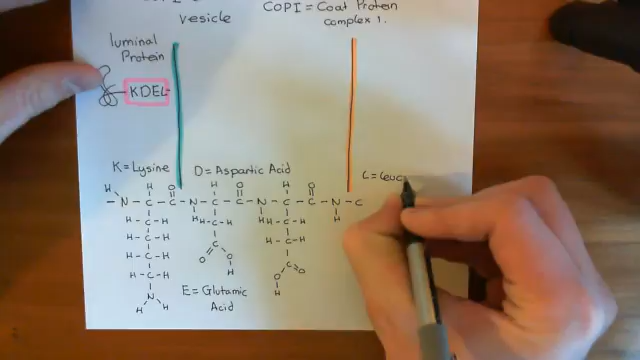 vesicle
COPI = Coat Protein
complex 1.
luminal
Protein
KDEL
K = Lysine
D = Aspartic Acid
L = Leuc
H H O H O H O
- N - C - C - N - C - C - N - C - C - N - C
H - C - H H H - C - H H H - C - H H
H - C - H C H - C - H
H - C - H O O C
H - C - H H O O
N H
H H
E = Glutamic
Acid